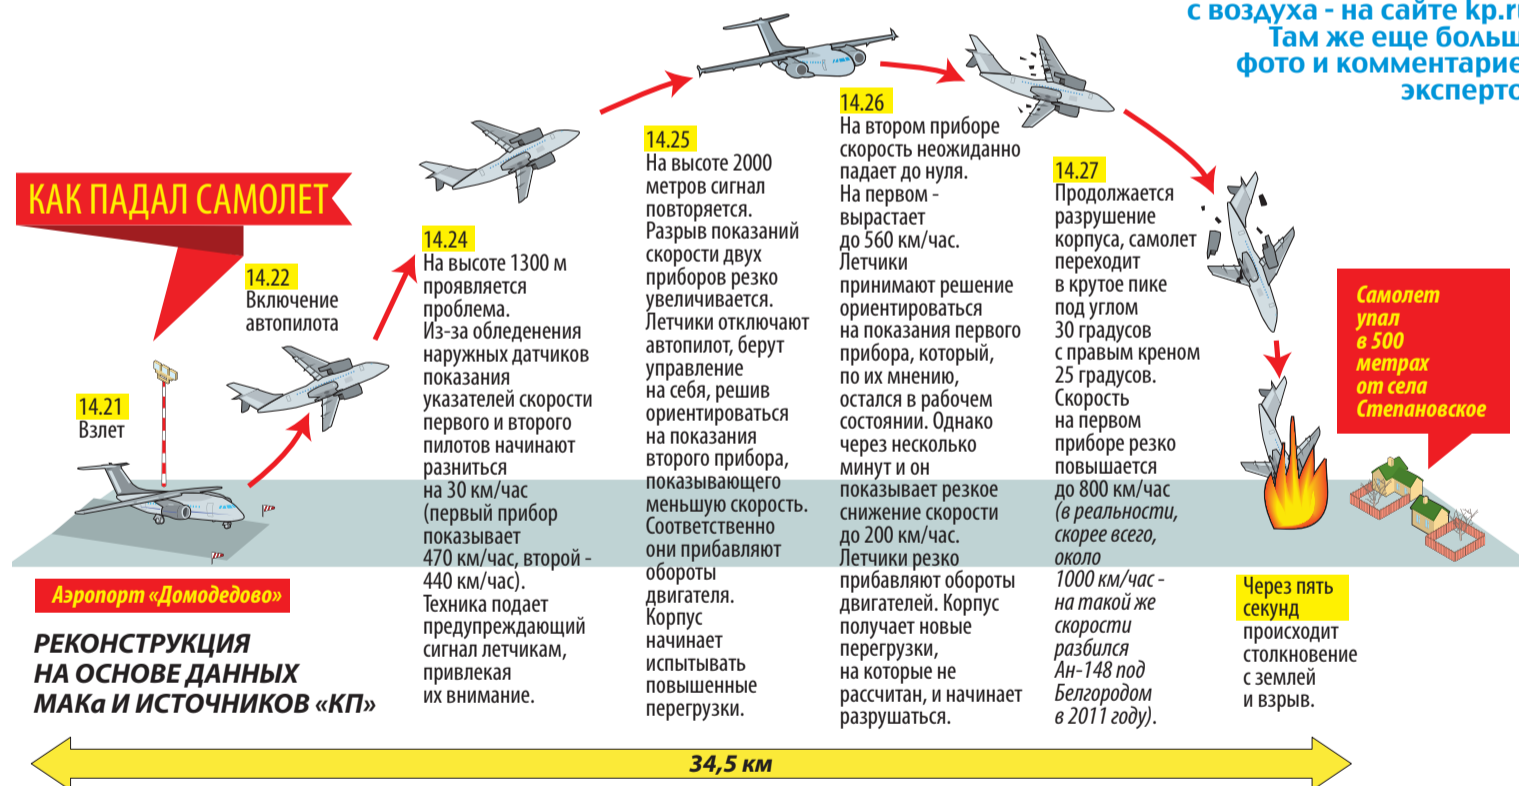 с воздуха - на сайте kp.ru
Там же еще больш
фото и комментарие
эксперто
КАК ПАДАЛ САМОЛЕТ
14.21
Взлет
14.22
Включение
автопилота
14.24
На высоте 1300 м
проявляется
проблема.
Из-за обледенения
наружных датчиков
показания
указателей скорости
первого и второго
пилотов начинают
разниться
на 30 км/час
(первый прибор
показывает
470 км/час, второй -
440 км/час).
Техника подает
предупреждающий
сигнал летчикам,
привлекая
их внимание.
14.25
На высоте 2000
метров сигнал
повторяется.
Разрыв показаний
скорости двух
приборов резко
увеличивается.
Летчики отключают
автопилот, берут
управление
на себя, решив
ориентироваться
на показания
второго прибора,
показывающего
меньшую скорость.
Соответственно
они прибавляют
обороты
двигателя.
Корпус
начинает
испытывать
повышенные
перегрузки.
14.26
На втором приборе
скорость неожиданно
падает до нуля.
На первом -
вырастает
до 560 км/час.
Летчики
принимают решение
ориентироваться
на показания первого
прибора, который,
по их мнению,
остался в рабочем
состоянии. Однако
через несколько
минут и он
показывает резкое
снижение скорости
до 200 км/час.
Летчики резко
прибавляют обороты
двигателей. Корпус
получает новые
перегрузки,
на которые не
рассчитан, и начинает
разрушаться.
14.27
Продолжается
разрушение
корпуса, самолет
переходит
в крутое пике
под углом
30 градусов
с правым креном
25 градусов.
Скорость
на первом
приборе резко
повышается
до 800 км/час
(в реальности,
скорее всего,
около
1000 км/час -
на такой же
скорости
разбился
Ан-148 под
Белгородом
в 2011 году).
Через пять
секунд
происходит
столкновение
с землей
и взрыв.
Самолет
упал
в 500
метрах
от села
Степановское
Аэропорт «Домодедово»
РЕКОНСТРУКЦИЯ
НА ОСНОВЕ ДАННЫХ
МАКа И ИСТОЧНИКОВ «КП»
34,5 км